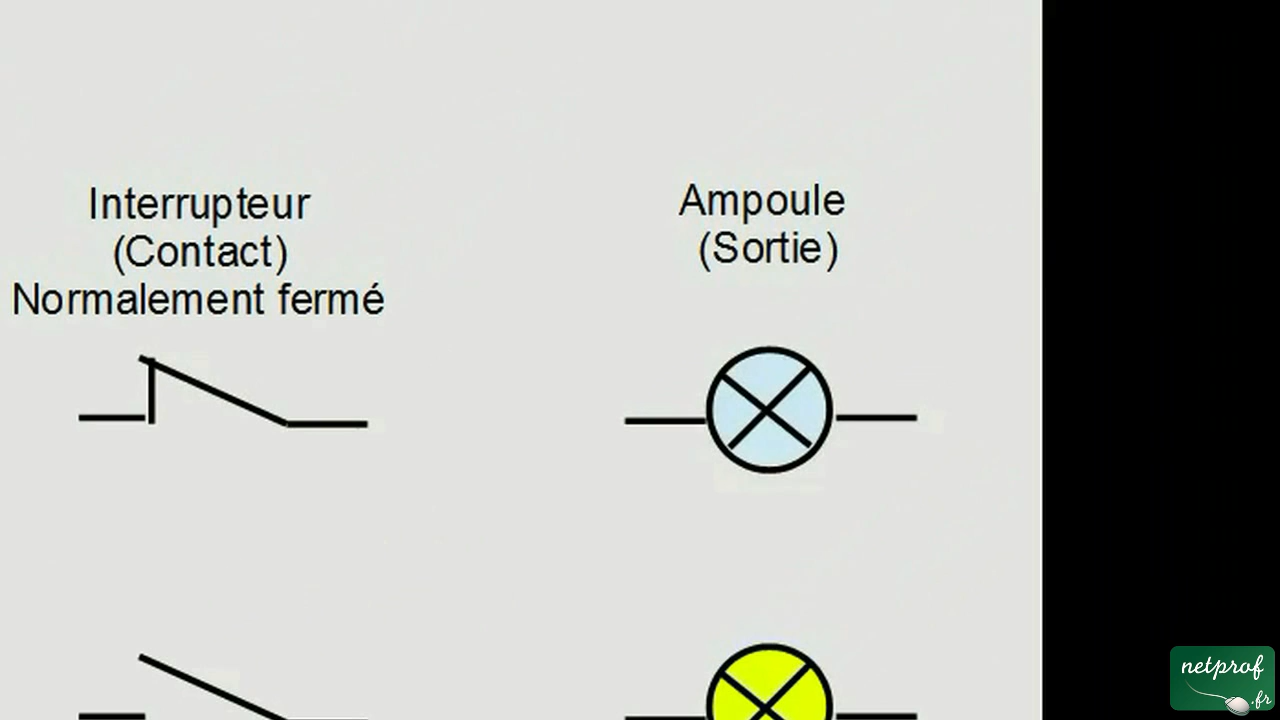 Interrupteur
(Contact)
Normalement fermé
Ampoule
(Sortie)
netprof
.fr